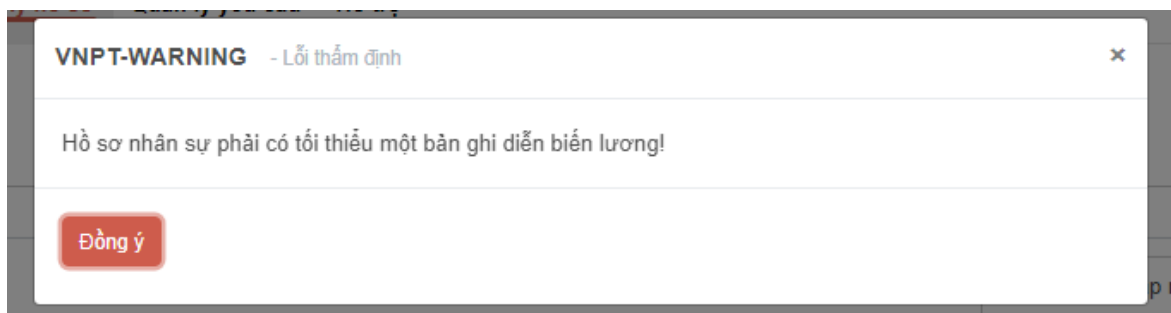 VNPT-WARNING - Lỗi thẩm định ×
Hồ sơ nhân sự phải có tối thiểu một bản ghi diễn biến lương!
Đồng ý